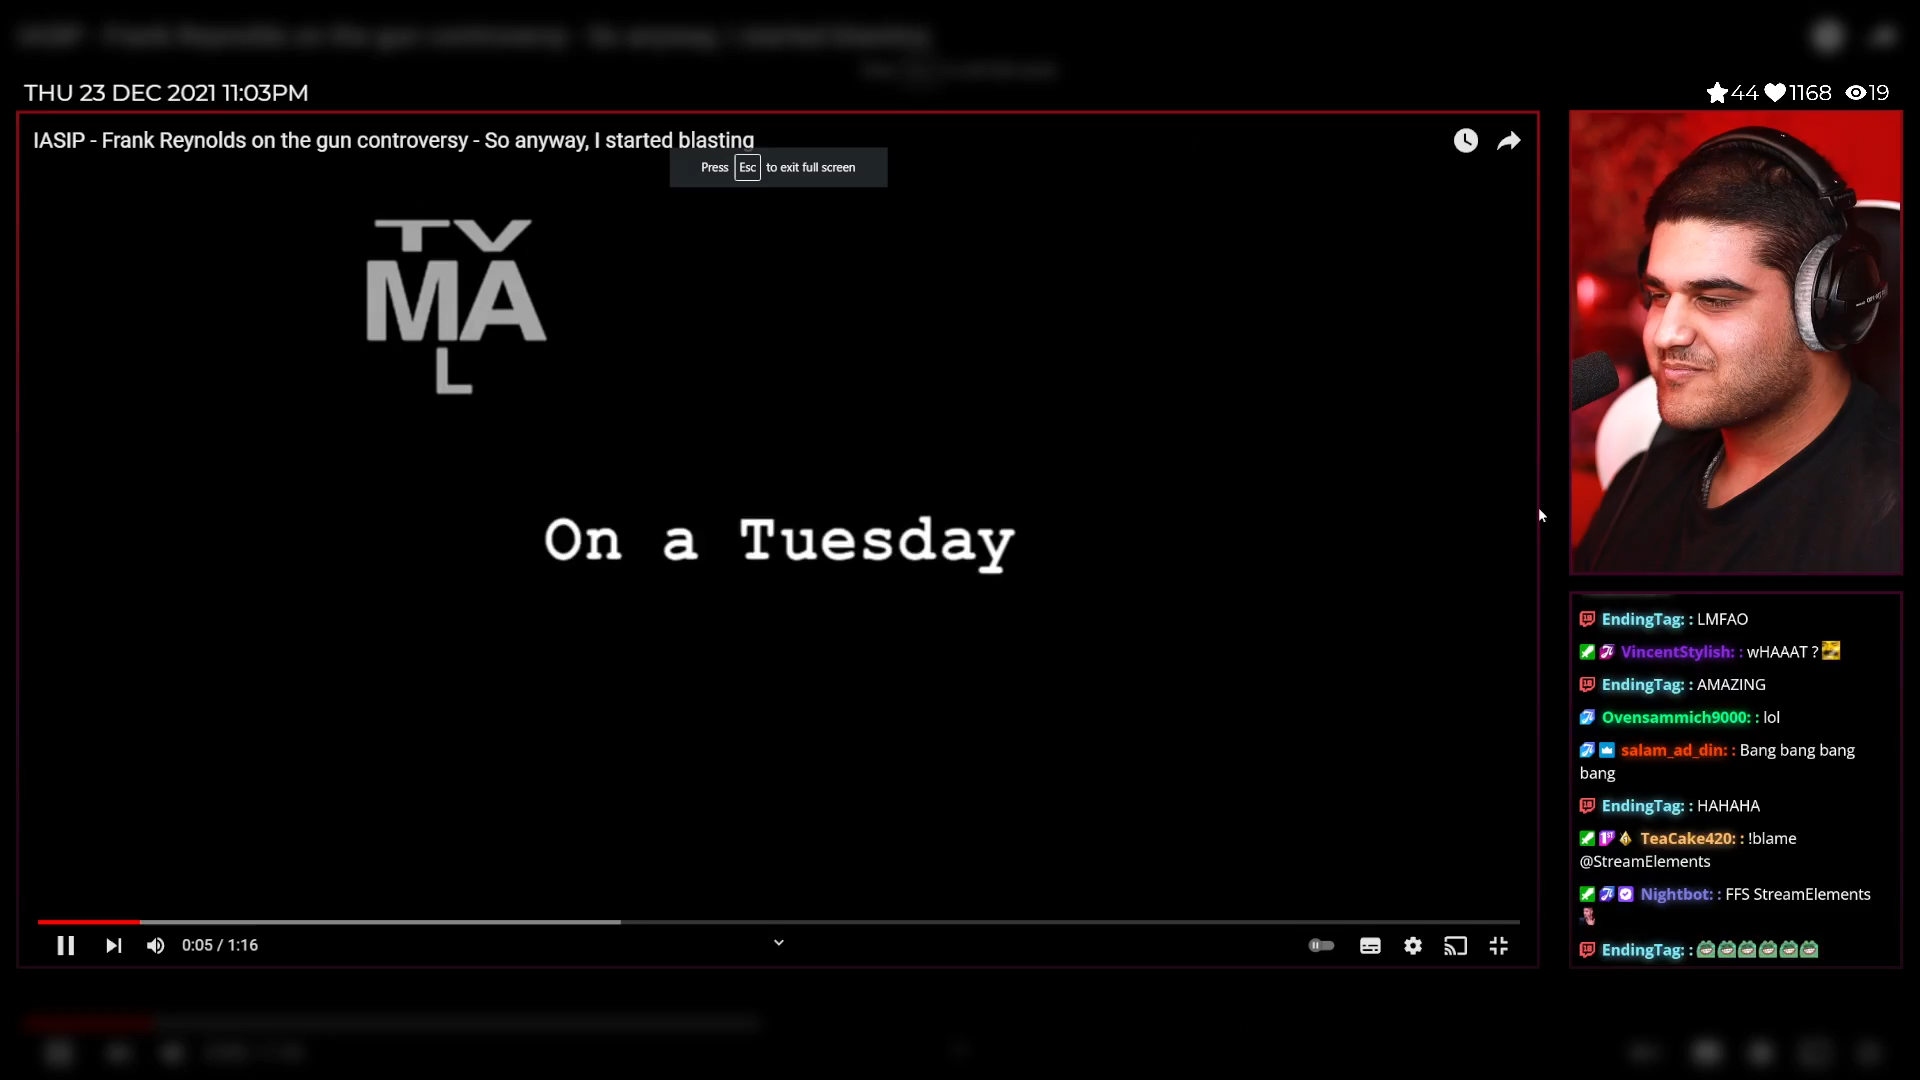 THU 23 DEC 2021 11:03PM
44 1168 19
IASIP - Frank Reynolds on the gun controversy - So anyway, I started blasting
Press Esc to exit full screen
TV
MA
L
On a Tuesday
0:05 / 1:16
EndingTag: : LMFAO
VincentStylish: : wHAAAT ?
EndingTag: : AMAZING
Ovensammich9000: : lol
salam_ad_din: : Bang bang bang
bang
EndingTag: : HAHAHA
TeaCake420: : !blame
@StreamElements
Nightbot: : FFS StreamElements
EndingTag: :